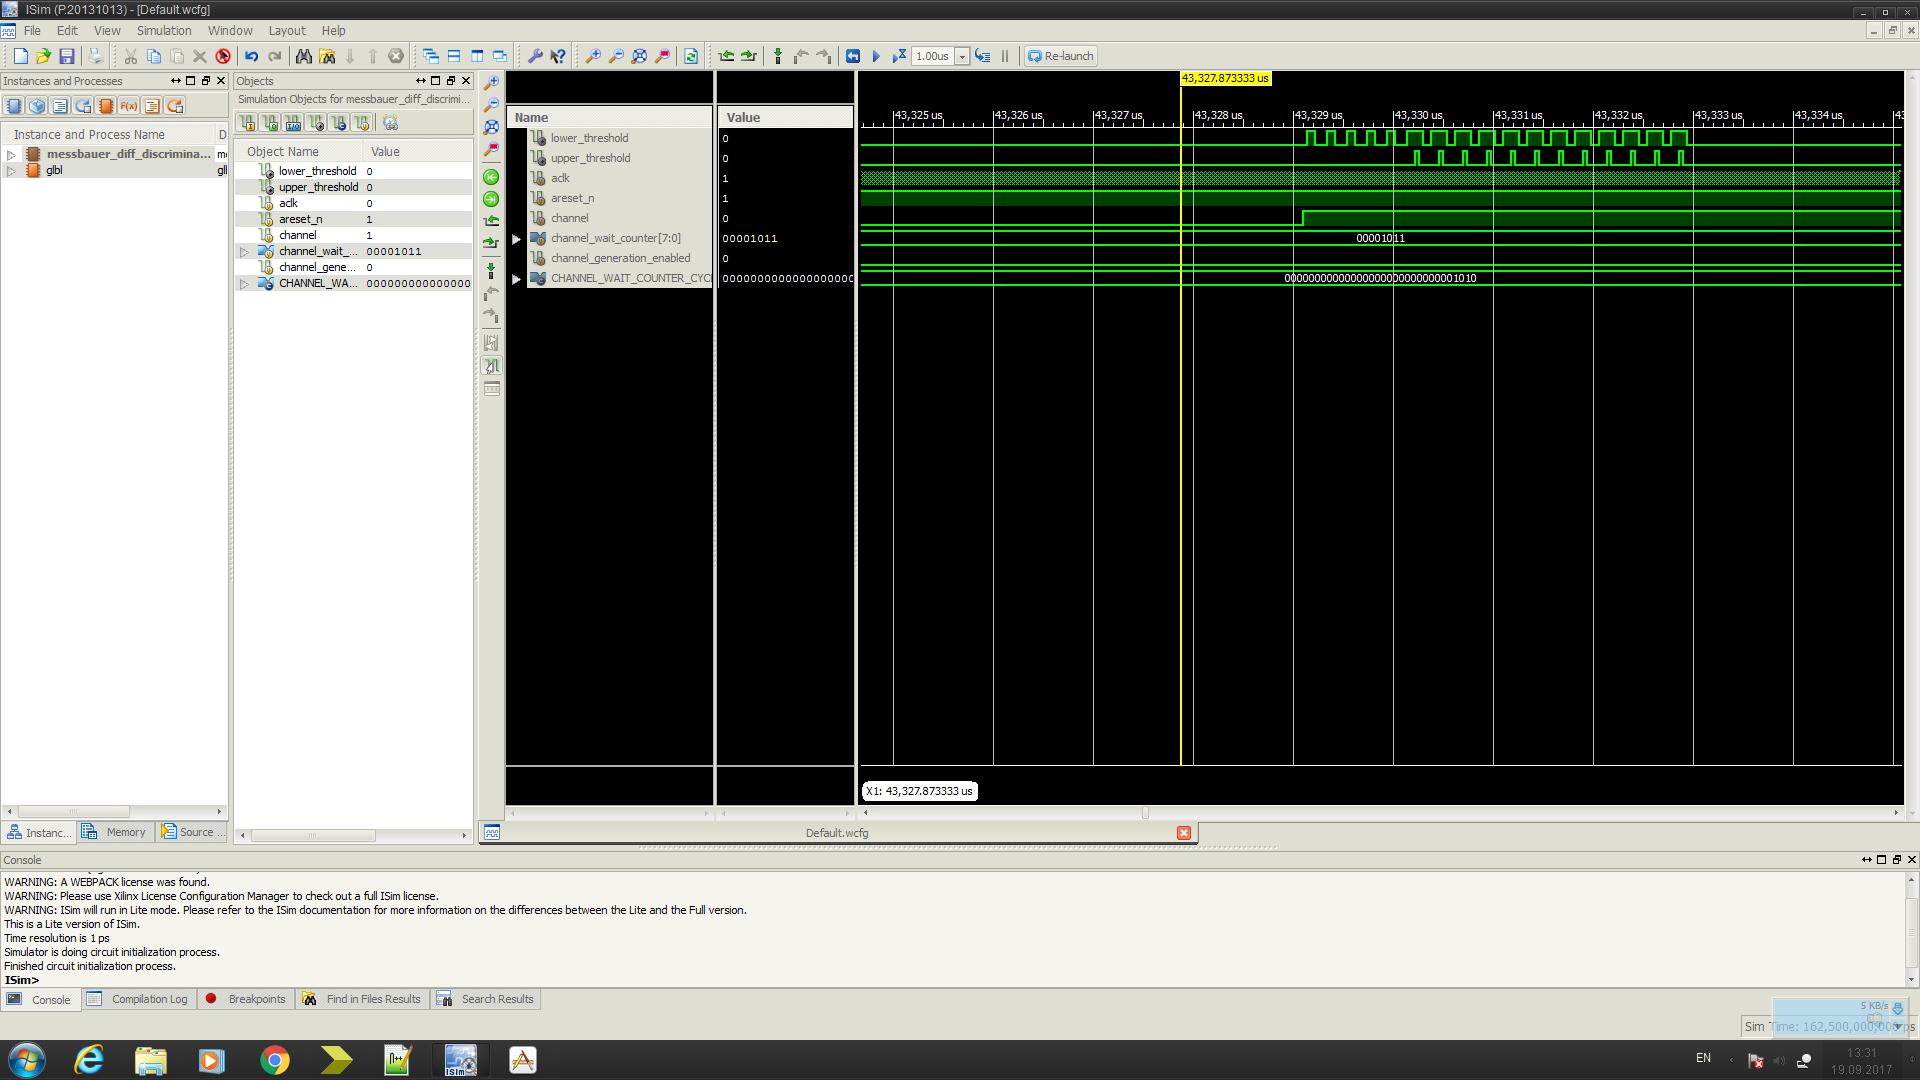 ISim (P.20131013) - [Default.wcfg]
File Edit View Simulation Window Layout Help
1.00us
Re-launch
Instances and Processes
Instance and Process Name D
messbauer_diff_discrimina...
glbl
Instanc... Memory Source ...
Objects
Simulation Objects for messbauer_diff_discrimi...
Object Name Value
lower_threshold 0
upper_threshold 0
aclk 0
areset_n 1
channel 1
channel_wait_... 00001011
channel_gene... 0
CHANNEL_WA... 0000000000000000
Name Value
lower_threshold 0
upper_threshold 0
aclk 1
areset_n 1
channel 0
channel_wait_counter[7:0] 00001011
channel_generation_enabled 0
CHANNEL_WAIT_COUNTER_CYCL
43,327.873333 us
43,325 us 43,326 us 43,327 us 43,328 us 43,329 us 43,330 us 43,331 us 43,332 us 43,333 us 43,334 us
00001011
00000000000000000000000000001010
X1: 43,327.873333 us
Default.wcfg
Console
WARNING: A WEBPACK license was found.
WARNING: Please use Xilinx License Configuration Manager to check out a full ISim license.
WARNING: ISim will run in Lite mode. Please refer to the ISim documentation for more information on the differences between the Lite and the Full version.
This is a Lite version of ISim.
Time resolution is 1 ps
Simulator is doing circuit initialization process.
Finished circuit initialization process.
ISim>
Console Compilation Log Breakpoints Find in Files Results Search Results
5 KB/s
Sim Time: 162,500,000,000 ps
EN
13:31
19.09.2017